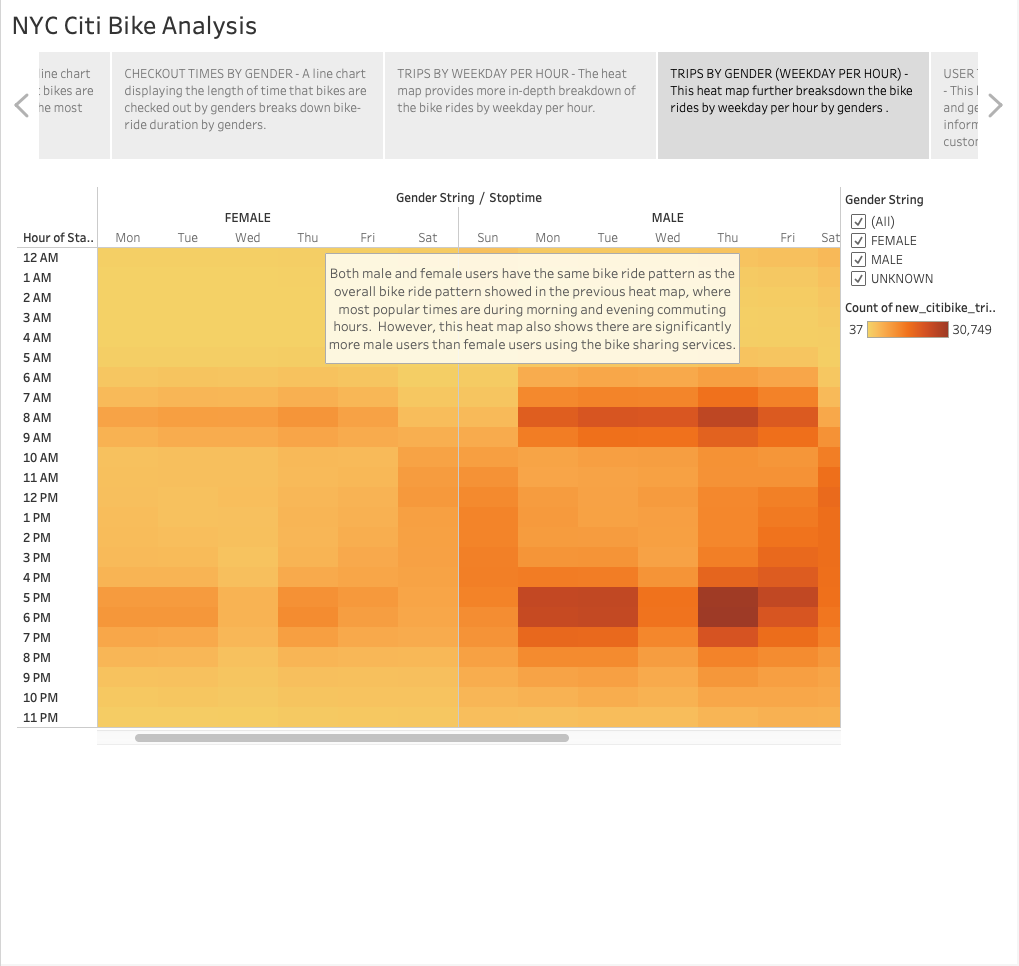 NYC Citi Bike Analysis
line chart
bikes are
he most
CHECKOUT TIMES BY GENDER - A line chart
displaying the length of time that bikes are
checked out by genders breaks down bike-
ride duration by genders.
TRIPS BY WEEKDAY PER HOUR - The heat
map provides more in-depth breakdown of
the bike rides by weekday per hour.
TRIPS BY GENDER (WEEKDAY PER HOUR) -
This heat map further breaksdown the bike
rides by weekday per hour by genders .
USER
- This
and ge
inform
custor
Gender String / Stoptime
FEMALE MALE
Hour of Sta.. Mon Tue Wed Thu Fri Sat Sun Mon Tue Wed Thu Fri Sat
12 AM
1 AM
2 AM
3 AM
4 AM
5 AM
6 AM
7 AM
8 AM
9 AM
10 AM
11 AM
12 PM
1 PM
2 PM
3 PM
4 PM
5 PM
6 PM
7 PM
8 PM
9 PM
10 PM
11 PM
Both male and female users have the same bike ride pattern as the
overall bike ride pattern showed in the previous heat map, where
most popular times are during morning and evening commuting
hours. However, this heat map also shows there are significantly
more male users than female users using the bike sharing services.
Gender String
(All)
FEMALE
MALE
UNKNOWN
Count of new_citibike_tri..
37 30,749